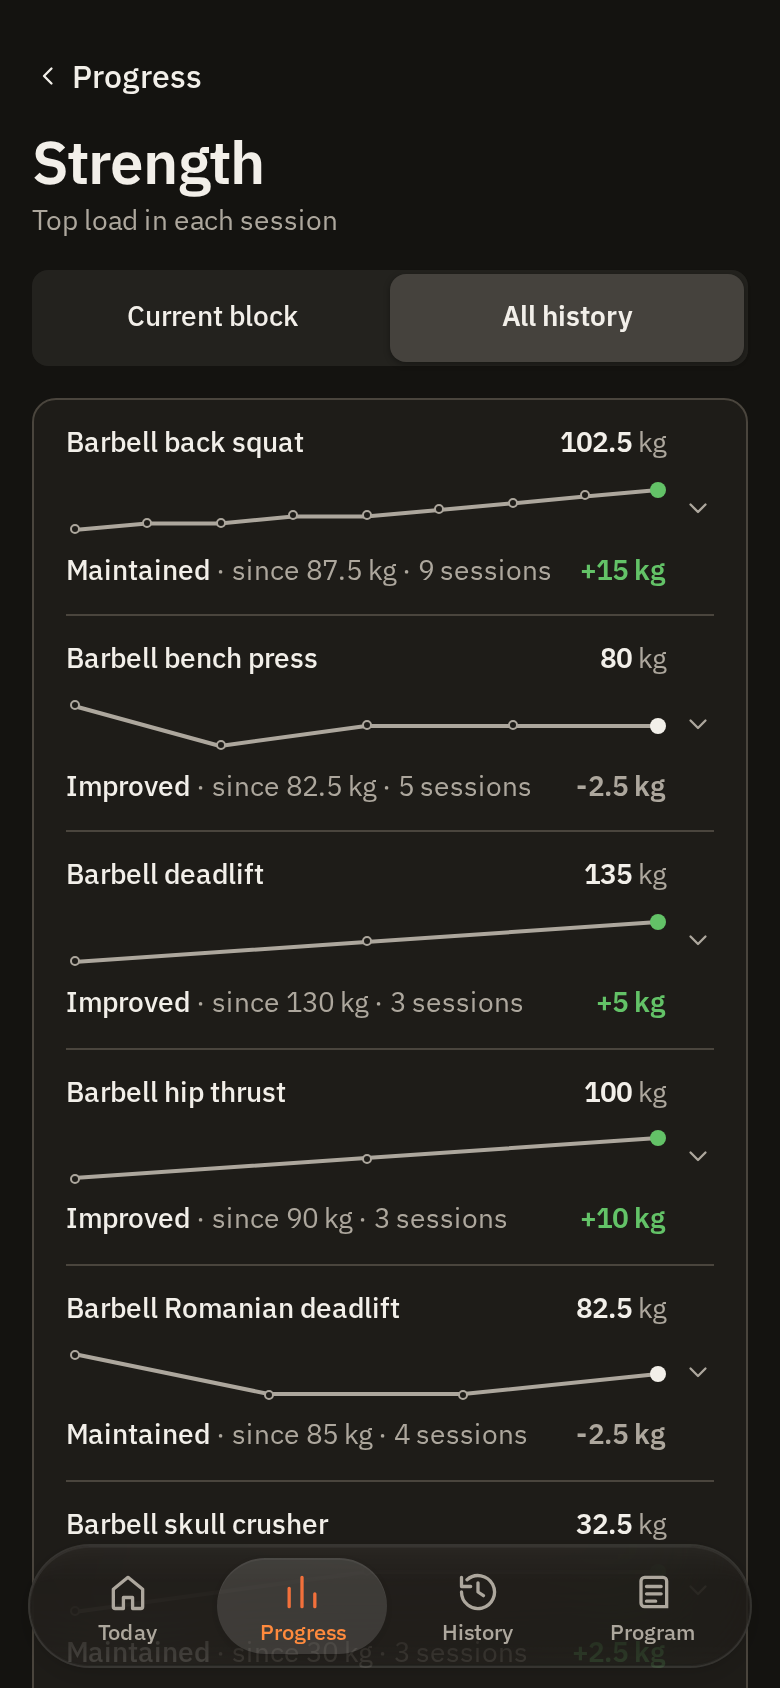 Progress
Strength
Top load in each session
Current block
All history
Barbell back squat 102.5 kg
Maintained · since 87.5 kg · 9 sessions +15 kg
Barbell bench press 80 kg
Improved · since 82.5 kg · 5 sessions -2.5 kg
Barbell deadlift 135 kg
Improved · since 130 kg · 3 sessions +5 kg
Barbell hip thrust 100 kg
Improved · since 90 kg · 3 sessions +10 kg
Barbell Romanian deadlift 82.5 kg
Maintained · since 85 kg · 4 sessions -2.5 kg
Barbell skull crusher 32.5 kg
Today Progress History Program
Maintained · since 30 kg · 3 sessions +2.5 kg